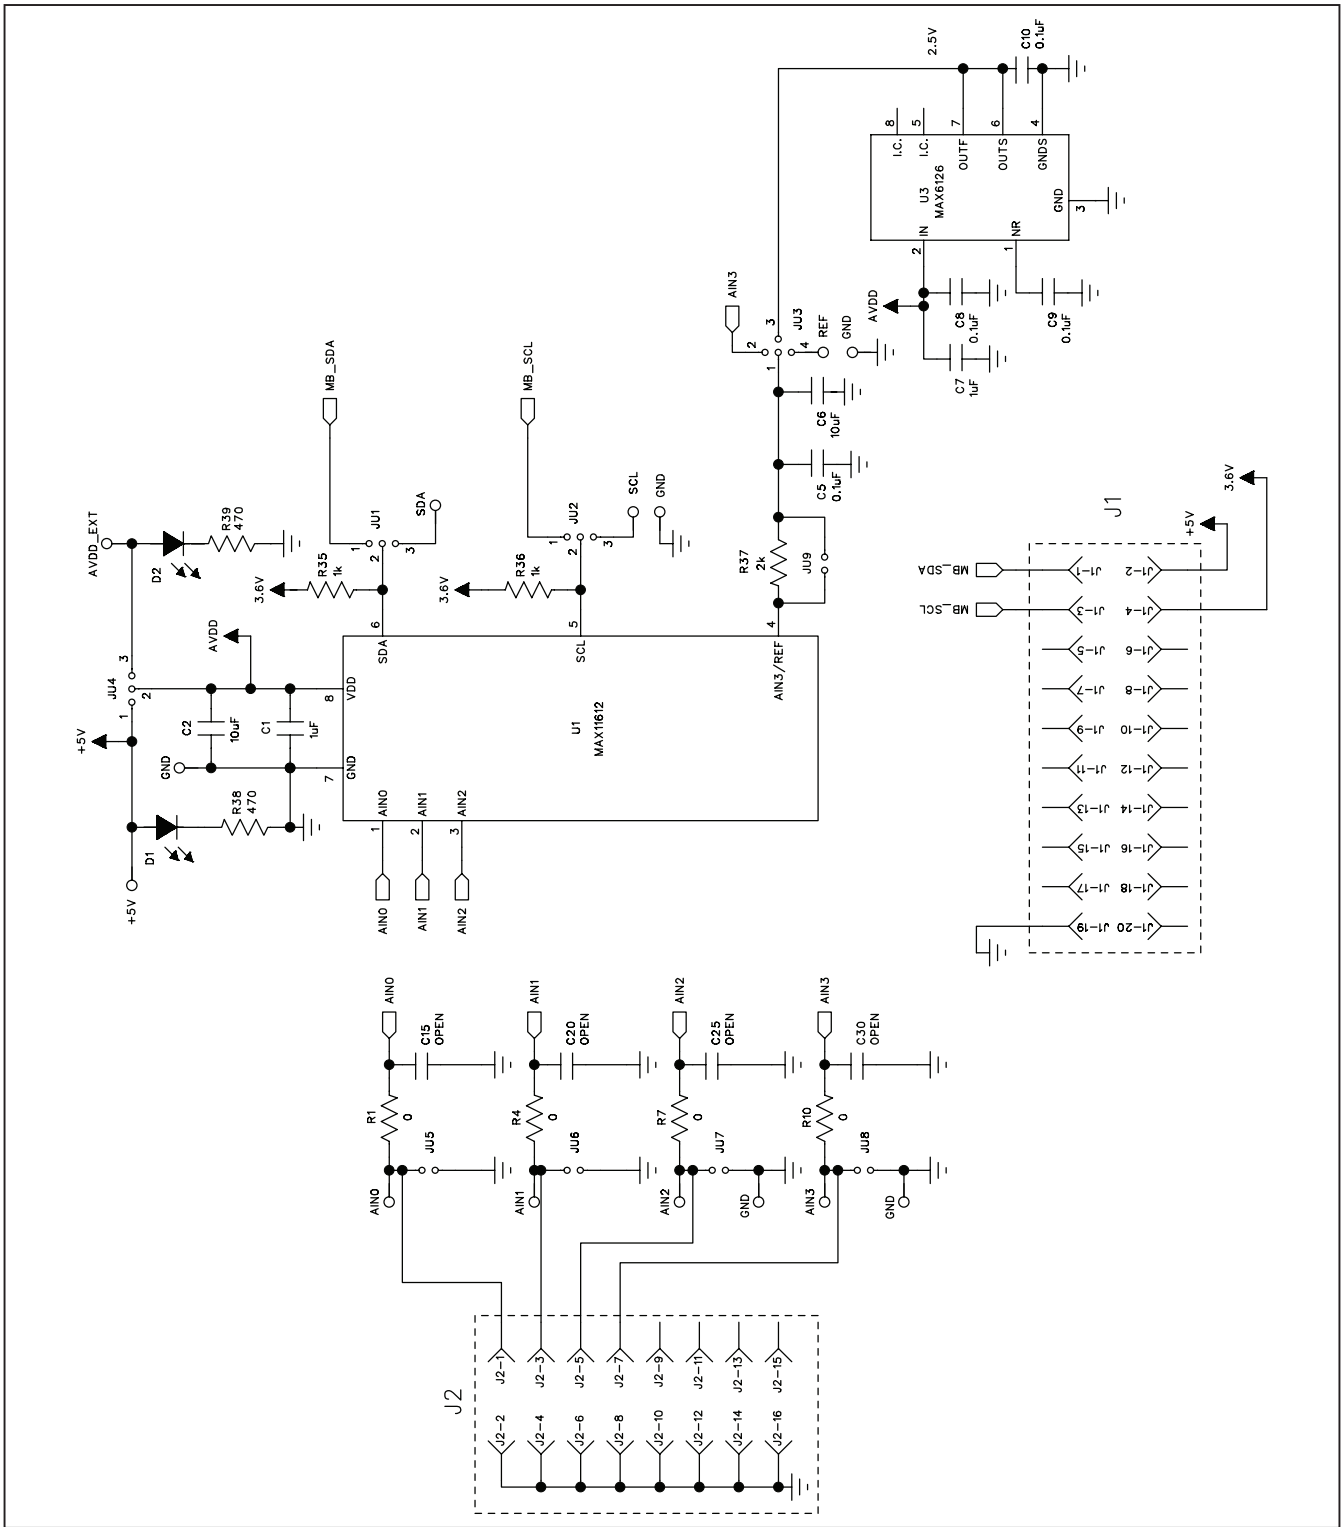 2.5V
C10
0.1uF
8
5
7
6
4
I.C.
I.C.
OUTF
OUTS
GNDS
U3
MAX6126
GND
3
IN
NR
2
1
AVDD
C8
0.1uF
C9
0.1uF
C7
1uF
AIN3
2
3
JU3
1
4
REF
GND
C6
10uF
C5
0.1uF
R37
2k
JU9
4
AVDD_EXT
D2
R39
470
3
JU4
2
1
+5V
AVDD
C2
10uF
C1
1uF
GND
8
7
R38
470
D1
+5V
MB_SDA
1
JU1
2
3
SDA
3.6V
R35
1k
6
MB_SCL
1
JU2
2
3
SCL
GND
3.6V
R36
1k
5
SDA
SCL
AIN3/REF
VDD
GND
U1
MAX11612
AIN0
AIN1
AIN2
1
2
3
AIN0
AIN1
AIN2
J1
3.6V
+5V
MB_SDA
MB_SCL
J1-1
J1-2
J1-3
J1-4
J1-5
J1-6
J1-7
J1-8
J1-9
J1-10
J1-11
J1-12
J1-13
J1-14
J1-15
J1-16
J1-17
J1-18
J1-19
J1-20
AIN0
C15
OPEN
R1
0
JU5
AIN0
AIN1
C20
OPEN
R4
0
JU6
AIN1
AIN2
C25
OPEN
R7
0
JU7
AIN2
GND
AIN3
C30
OPEN
R10
0
JU8
AIN3
GND
J2
J2-1
J2-2
J2-3
J2-4
J2-5
J2-6
J2-7
J2-8
J2-9
J2-10
J2-11
J2-12
J2-13
J2-14
J2-15
J2-16